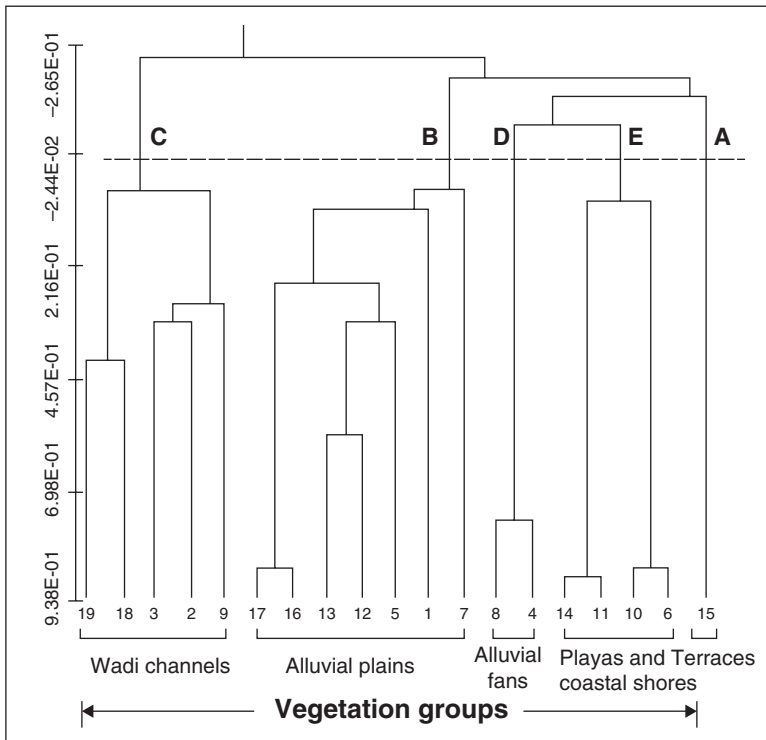 −2.65E-01
−2.44E-02
2.16E-01
4.57E-01
6.98E-01
9.38E-01
C B D E A
19 18 3 2 9 17 16 13 12 5 1 7 8 4 14 11 10 6 15
Wadi channels
Alluvial plains
Alluvial
fans
Playas and
coastal shores
Terraces
Vegetation groups